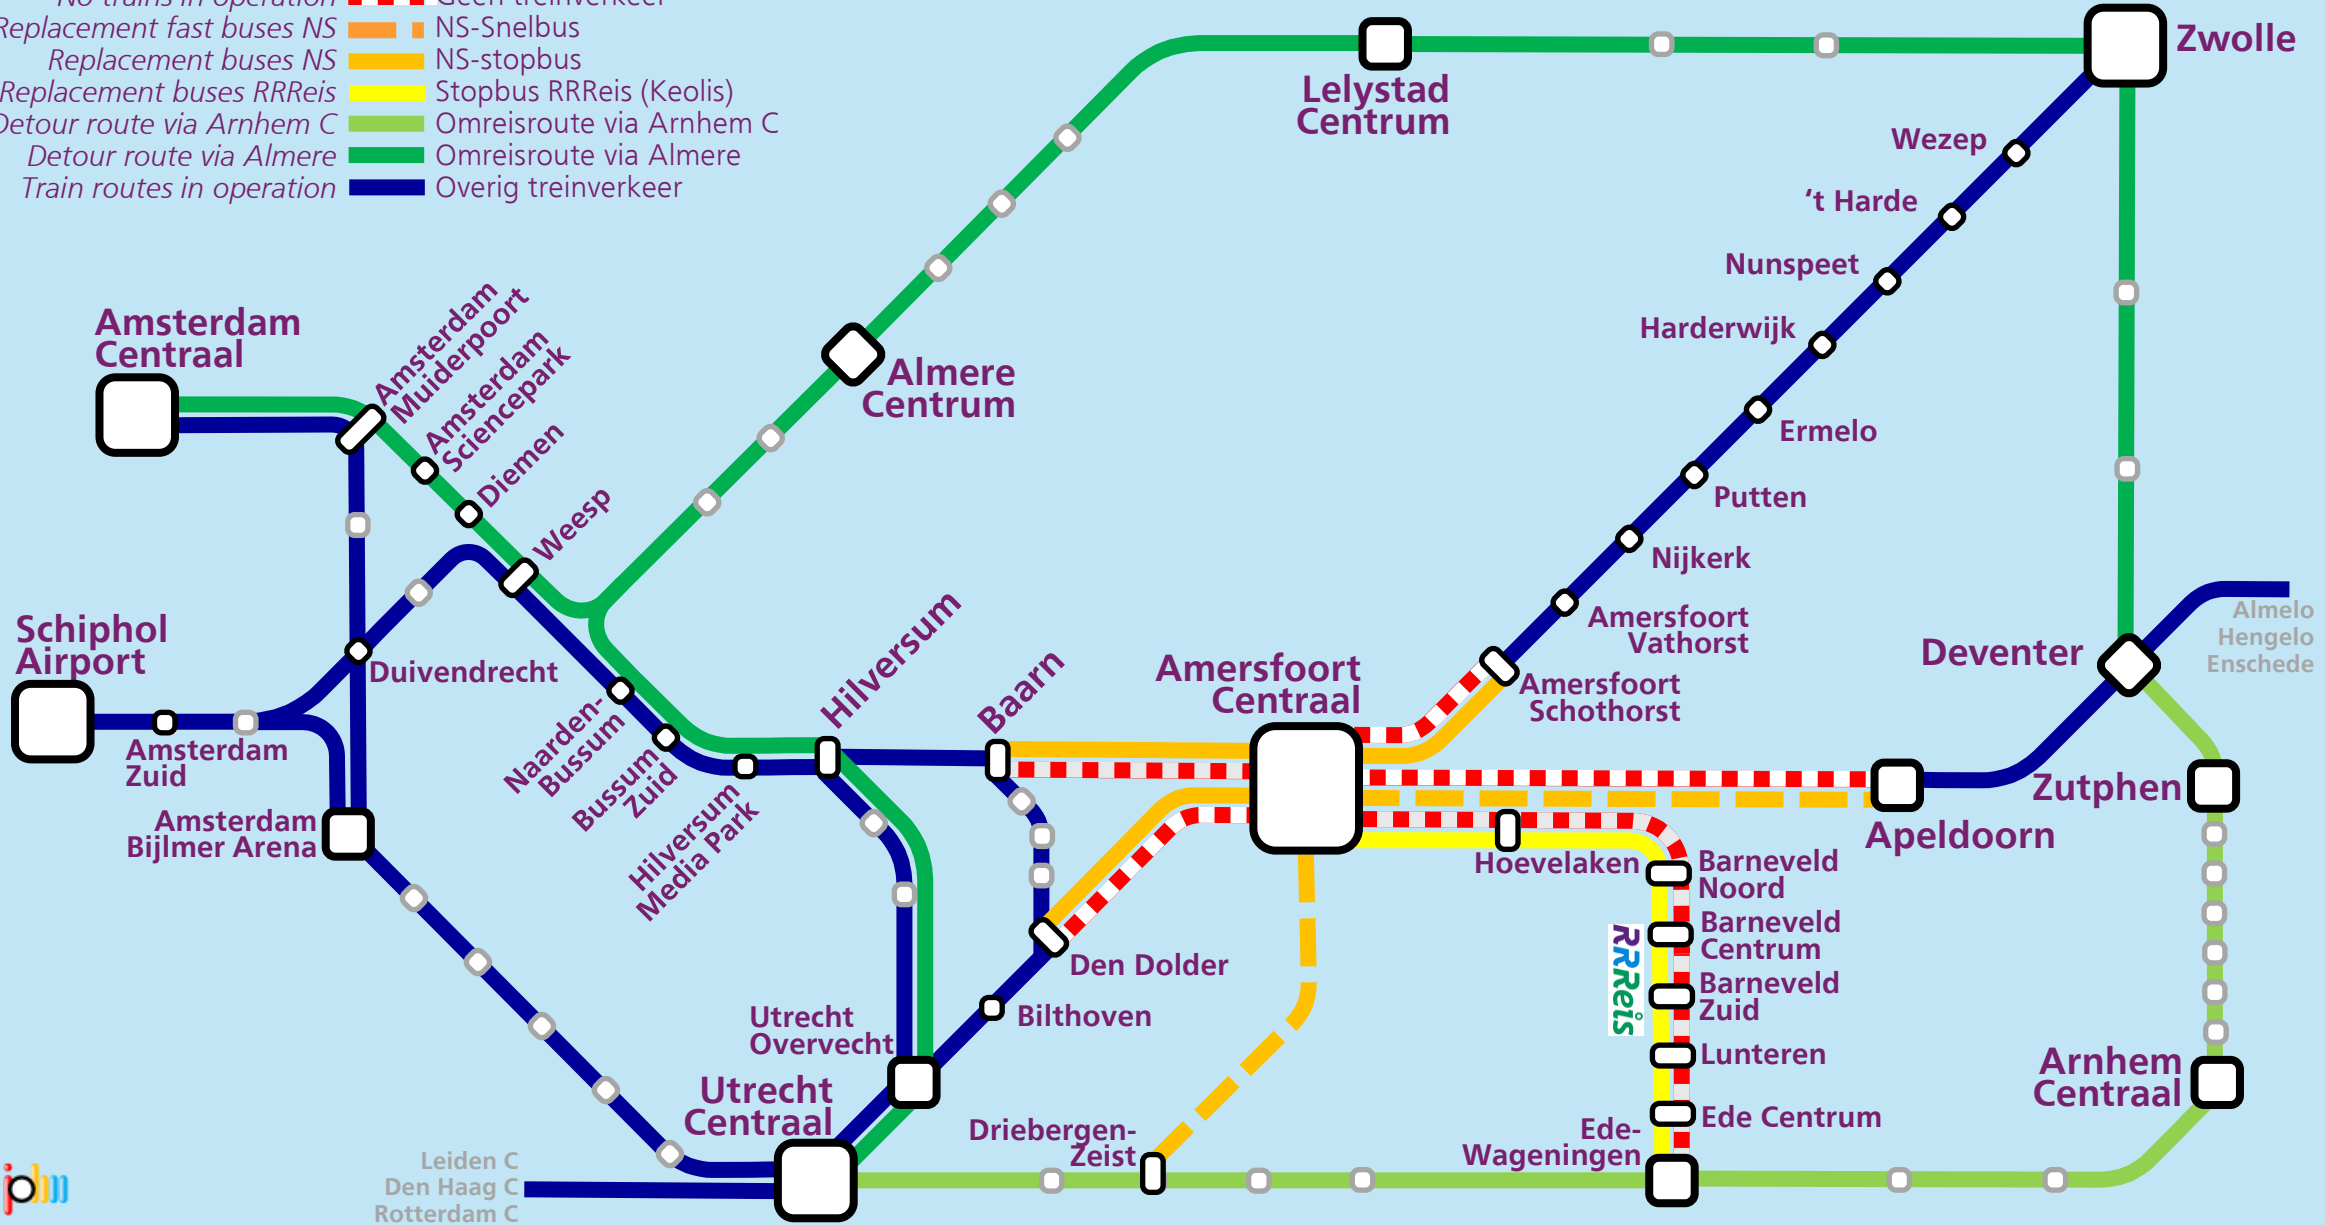 No trains in operation Geen treinverkeer
Replacement fast buses NS NS-Snelbus
Replacement buses NS NS-stopbus
Replacement buses RRReis Stopbus RRReis (Keolis)
Detour route via Arnhem C Omreisroute via Arnhem C
Detour route via Almere Omreisroute via Almere
Train routes in operation Overig treinverkeer
Zwolle
Lelystad
Centrum
Wezep
‘t Harde
Nunspeet
Harderwijk
Ermelo
Putten
Nijkerk
Amersfoort
Vathorst
Amersfoort
Schothorst
Amsterdam
Centraal
Amsterdam
Muiderpoort
Amsterdam
Sciencepark
Diemen
Weesp
Almere
Centrum
Schiphol
Airport
Amsterdam
Zuid
Duivendrecht
Amsterdam
Bijlmer Arena
Naarden-
Bussum
Bussum
Zuid
Hilversum
Media Park
Hilversum
Baarn
Amersfoort
Centraal
Deventer
Almelo
Hengelo
Enschede
Zutphen
Apeldoorn
Hoevelaken
Barneveld
Noord
Barneveld
Centrum
Barneveld
Zuid
RRReis
Lunteren
Ede Centrum
Ede-
Wageningen
Arnhem
Centraal
Den Dolder
Bilthoven
Utrecht
Overvecht
Utrecht
Centraal
Driebergen-
Zeist
Leiden C
Den Haag C
Rotterdam C